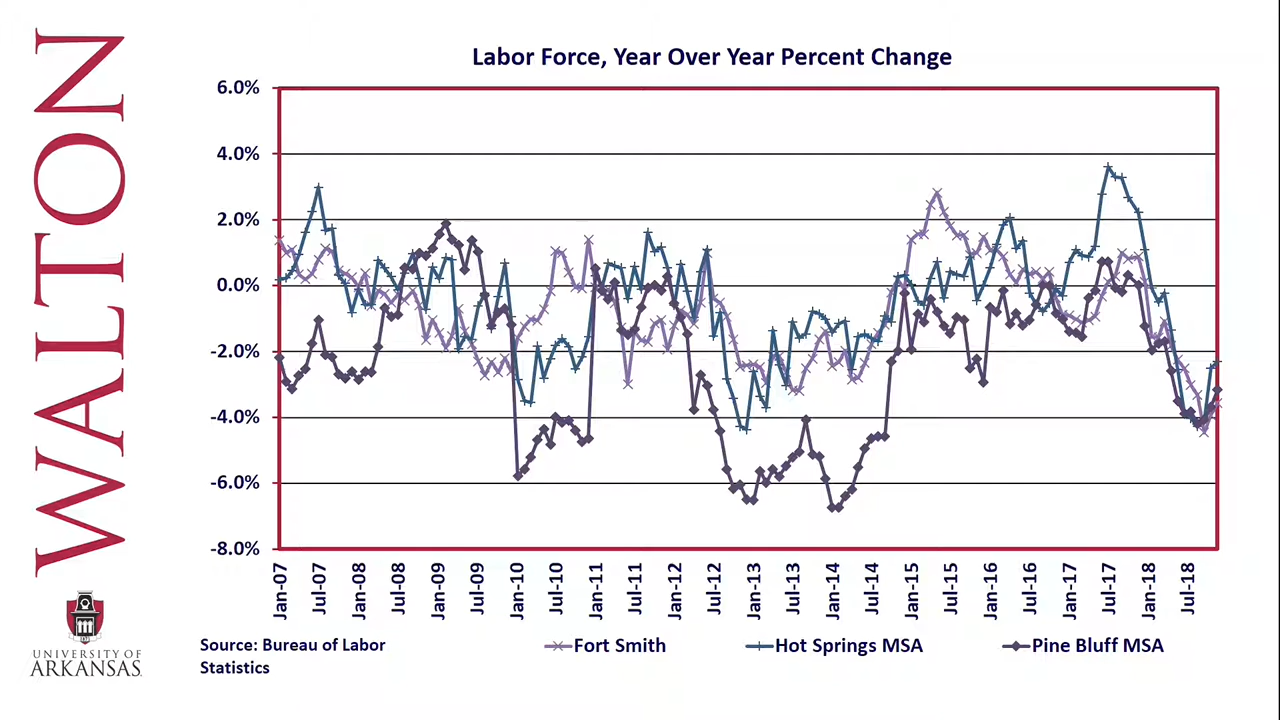 WALTON
UNIVERSITY OF
ARKANSAS
Labor Force, Year Over Year Percent Change
6.0%
4.0%
2.0%
0.0%
-2.0%
-4.0%
-6.0%
-8.0%
Jan-07
Jul-07
Jan-08
Jul-08
Jan-09
Jul-09
Jan-10
Jul-10
Jan-11
Jul-11
Jan-12
Jul-12
Jan-13
Jul-13
Jan-14
Jul-14
Jan-15
Jul-15
Jan-16
Jul-16
Jan-17
Jul-17
Jan-18
Jul-18
Source: Bureau of Labor
Statistics
Fort Smith
Hot Springs MSA
Pine Bluff MSA